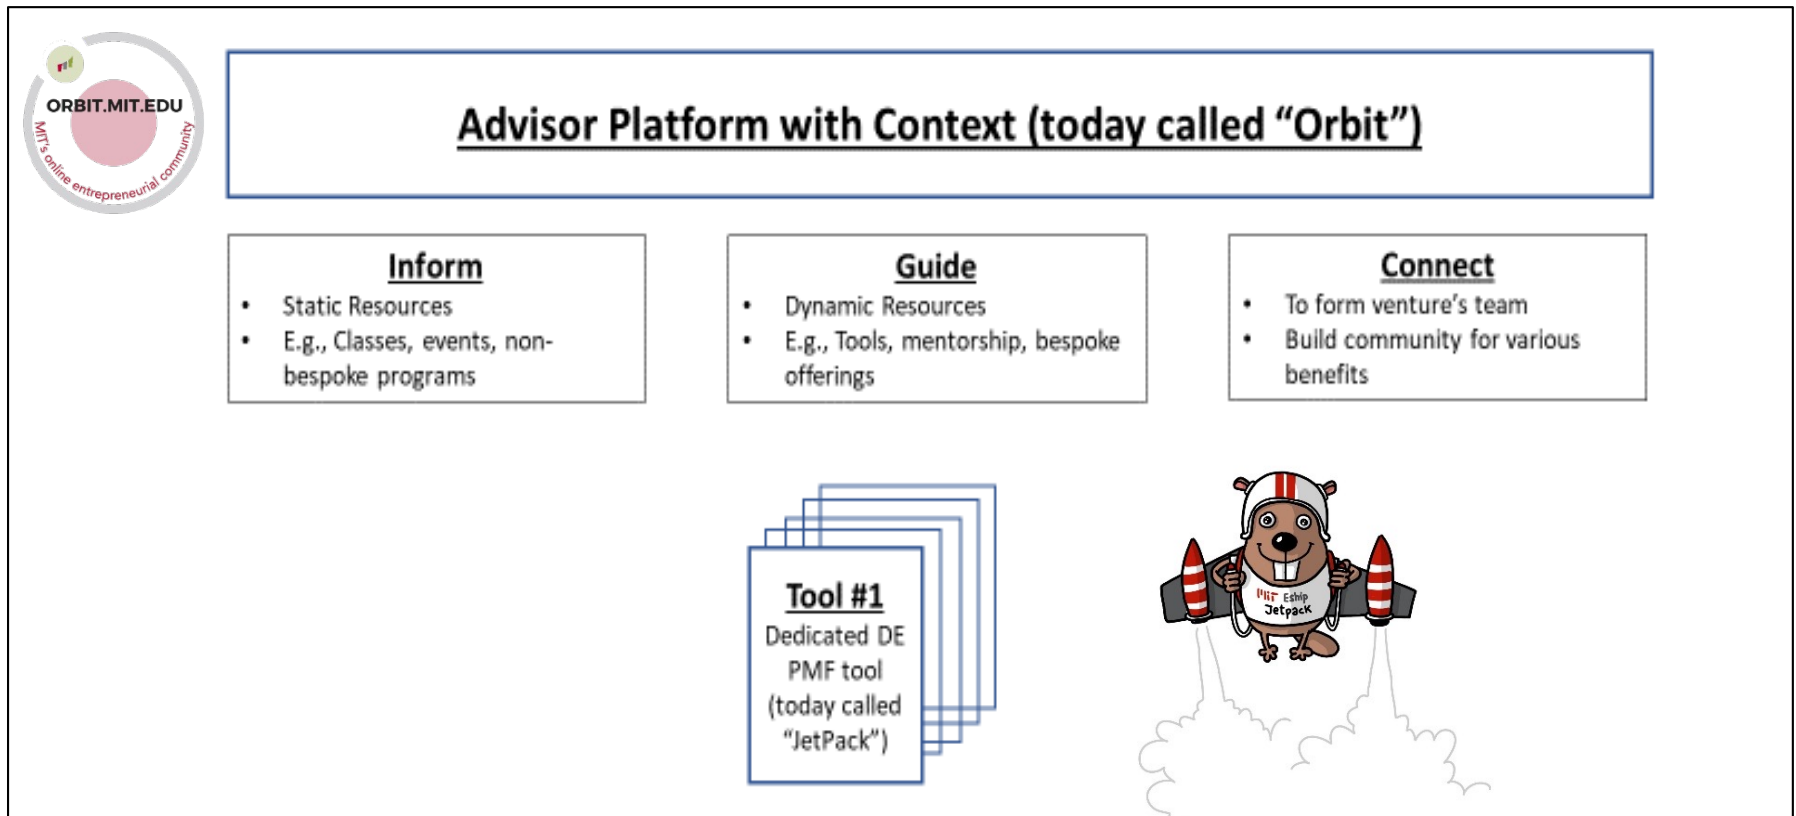 ORBIT.MIT.EDU
MIT's online entrepreneurial community
Advisor Platform with Context (today called “Orbit”)
Inform
• Static Resources
• E.g., Classes, events, non-
bespoke programs
Guide
• Dynamic Resources
• E.g., Tools, mentorship, bespoke
offerings
Connect
• To form venture’s team
• Build community for various
benefits
Tool #1
Dedicated DE
PMF tool
(today called
“JetPack”)
MIT Eship
Jetpack